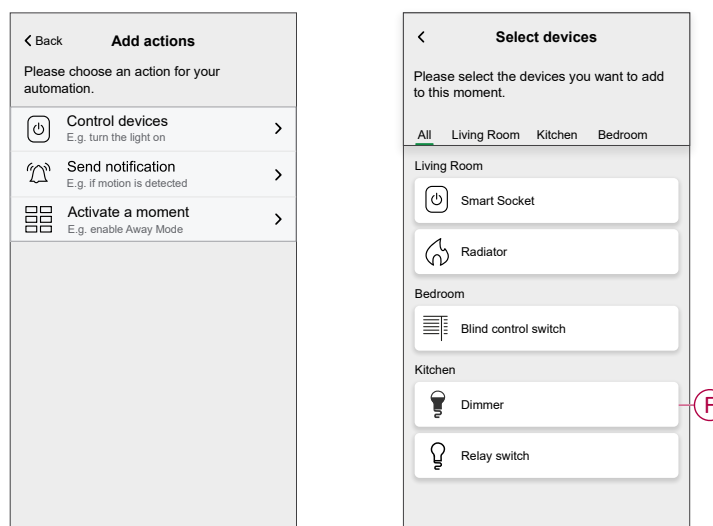 Back
Add actions
Please choose an action for your
automation.
Control devices
E.g. turn the light on
Send notification
E.g. if motion is detected
Activate a moment
E.g. enable Away Mode
Select devices
Please select the devices you want to add
to this moment.
All Living Room Kitchen Bedroom
Living Room
Smart Socket
Radiator
Bedroom
Blind control switch
Kitchen
Dimmer
F
Relay switch